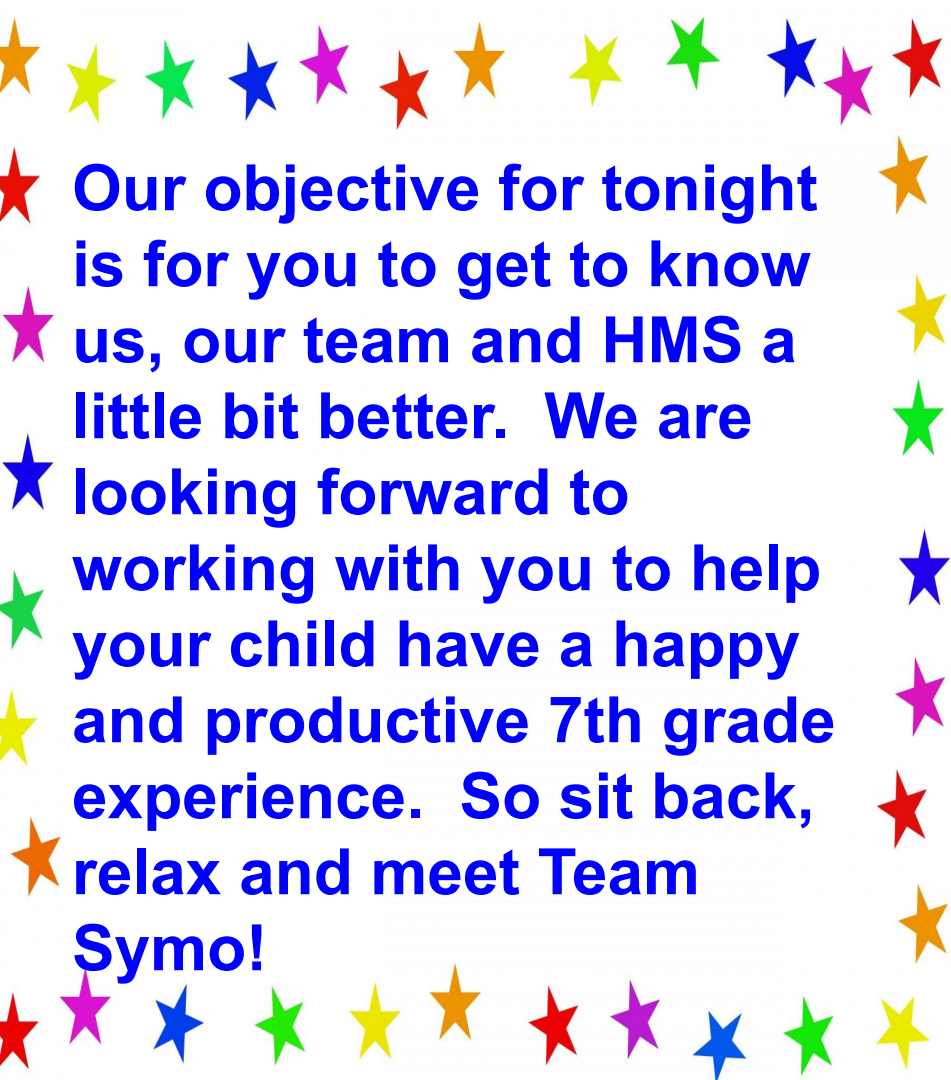 Our objective for tonight
is for you to get to know
us, our team and HMS a
little bit better.  We are
looking forward to
working with you to help
your child have a happy
and productive 7th grade
experience.  So sit back,
relax and meet Team
Symo!